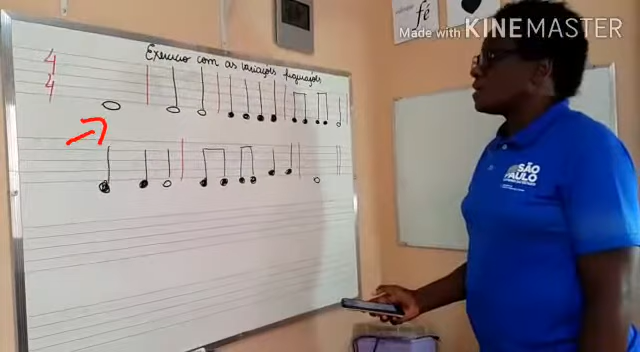 Made with KINEMASTER
fé
Exercício com as variações figurações
4
4
SÃO
PAULO